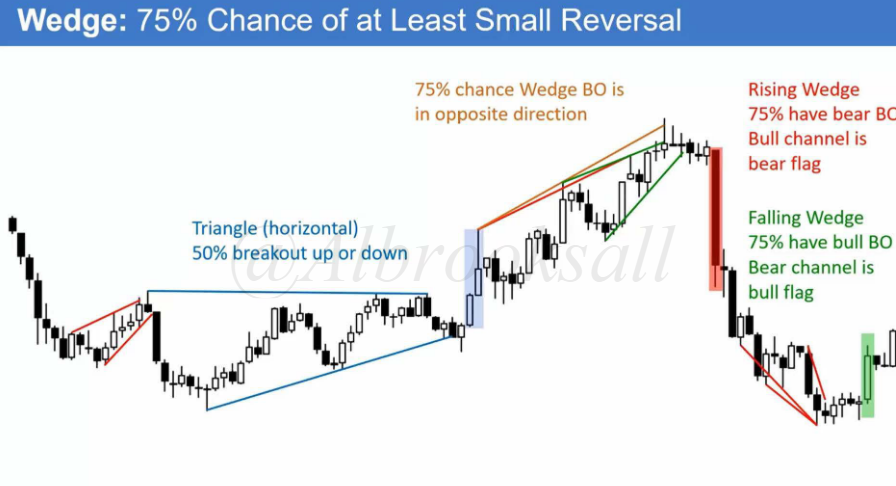 Wedge: 75% Chance of at Least Small Reversal
75% chance Wedge BO is
in opposite direction
Rising Wedge
75% have bear BO
Bull channel is
bear flag
Triangle (horizontal)
50% breakout up or down
Falling Wedge
75% have bull BO
Bear channel is
bull flag
@Albrooksall